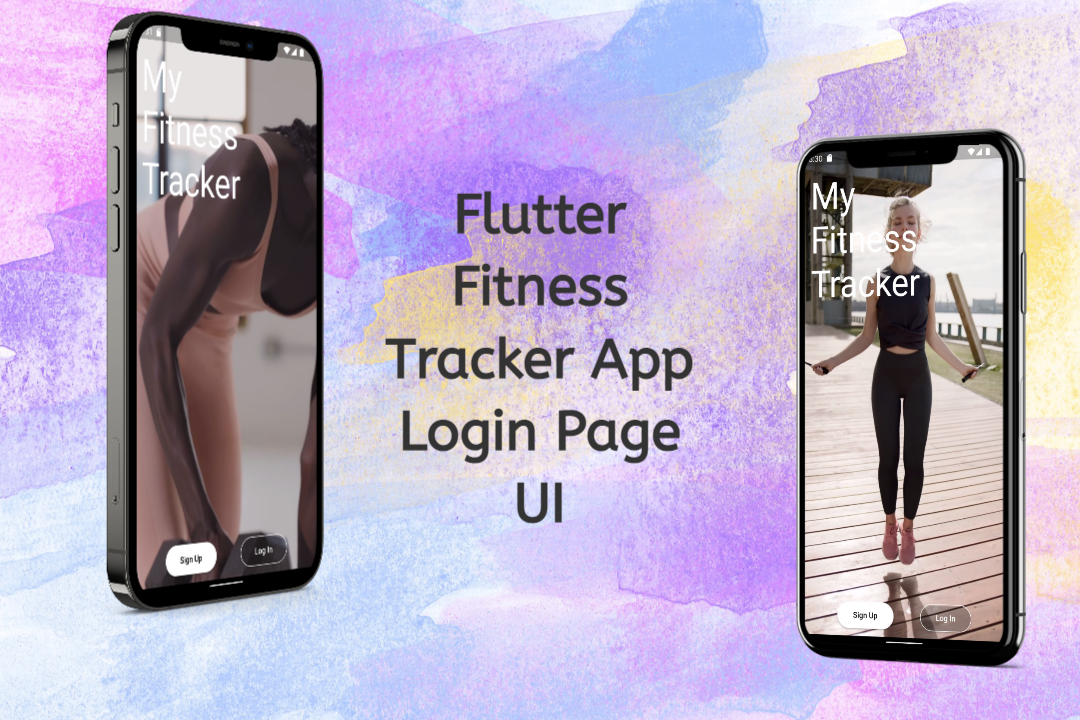 My
Fitness
Tracker
Sign Up
Log In
Flutter
Fitness
Tracker App
Login Page
UI
:30
My
Fitness
Tracker
Sign Up
Log In